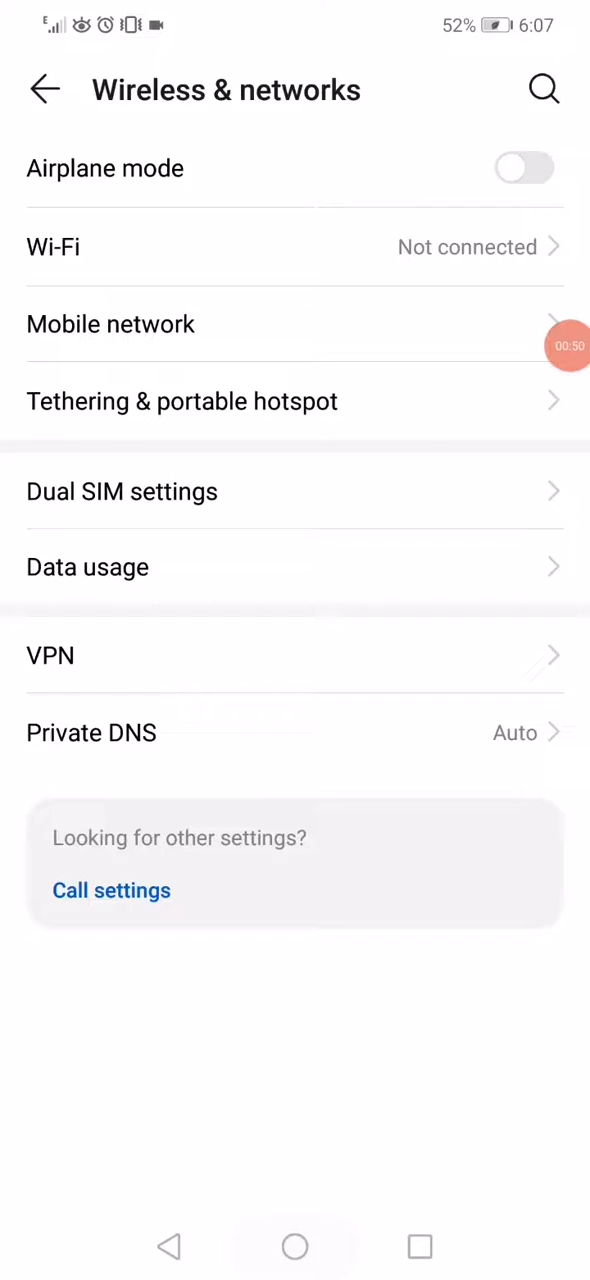 E 52% 6:07
Wireless & networks
Airplane mode
Wi-Fi Not connected
Mobile network
00:50
Tethering & portable hotspot
Dual SIM settings
Data usage
VPN
Private DNS Auto
Looking for other settings?
Call settings